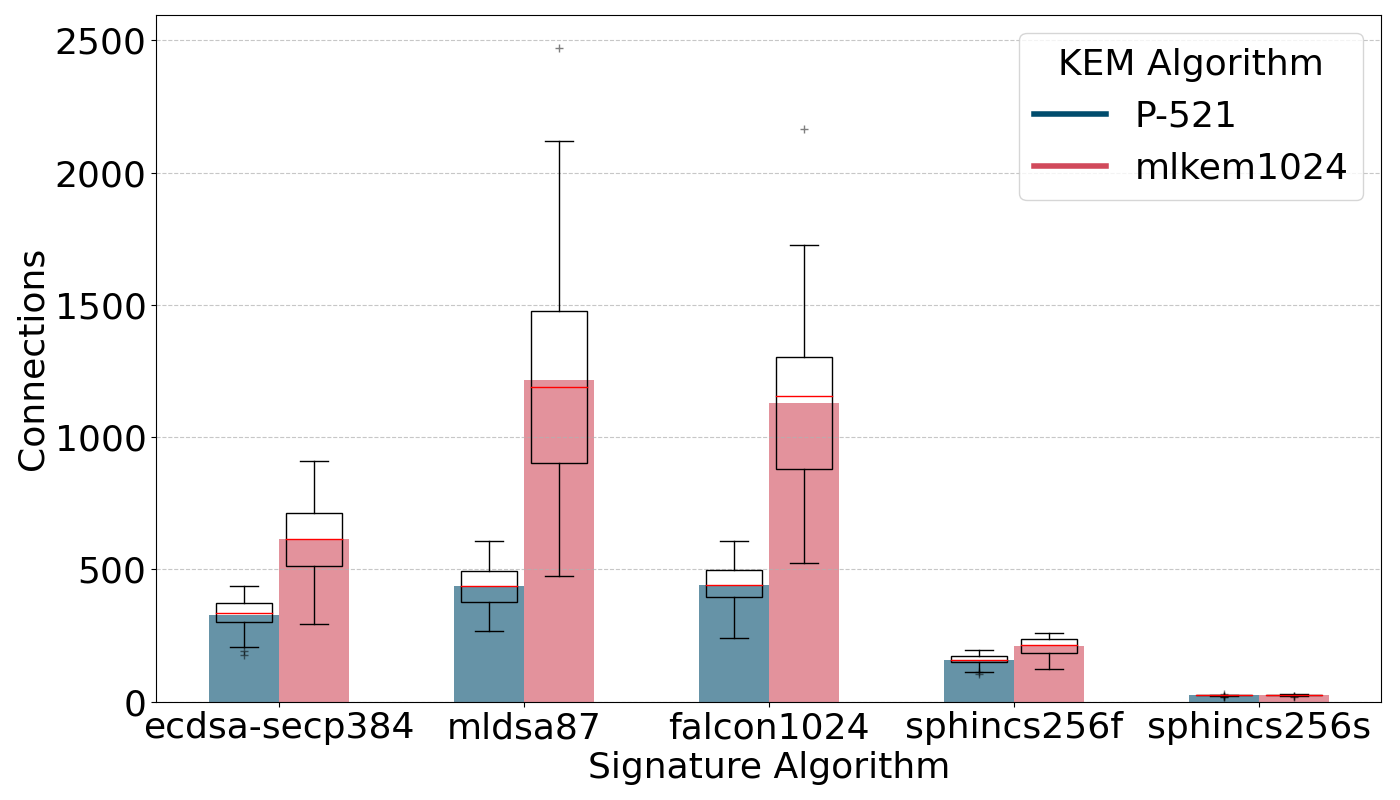 2500
2000
1500
1000
500
0
Connections
KEM Algorithm
P-521
mlkem1024
ecdsa-secp384 mldsa87 falcon1024 sphincs256f sphincs256s
Signature Algorithm